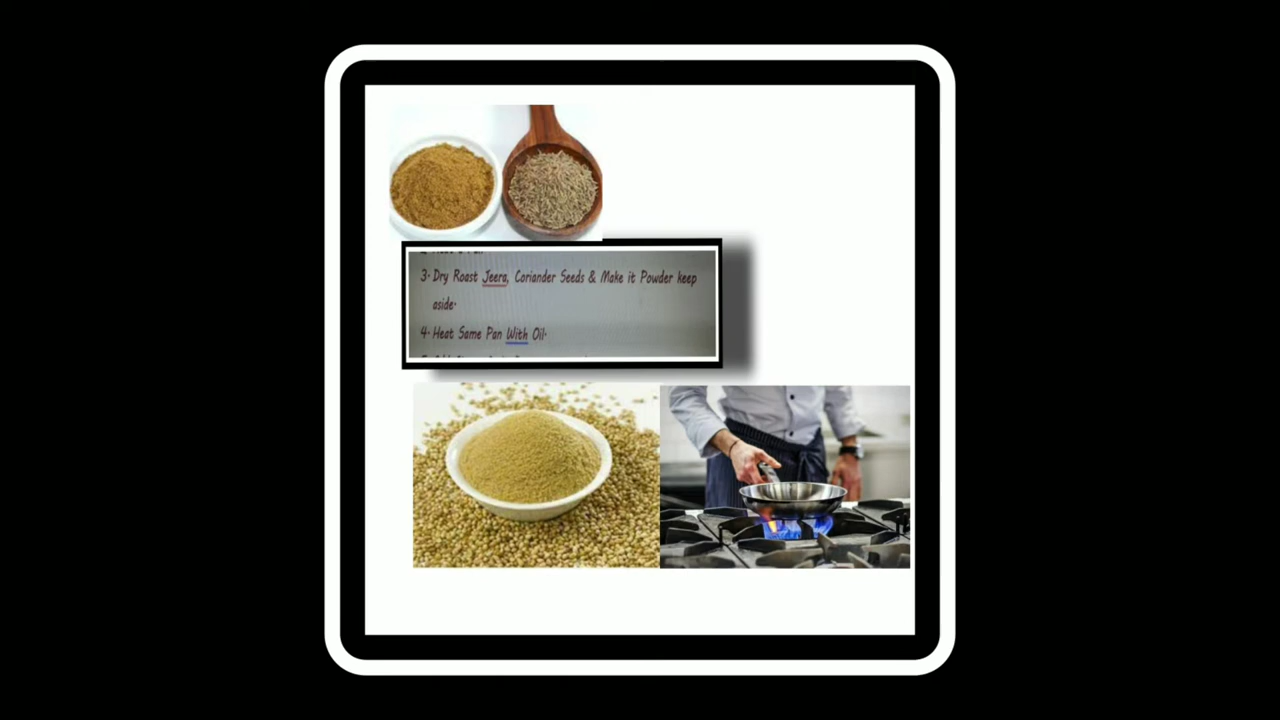 3. Dry Roast Jeera, Coriander Seeds & Make it Powder keep
aside.
4. Heat Same Pan With Oil.